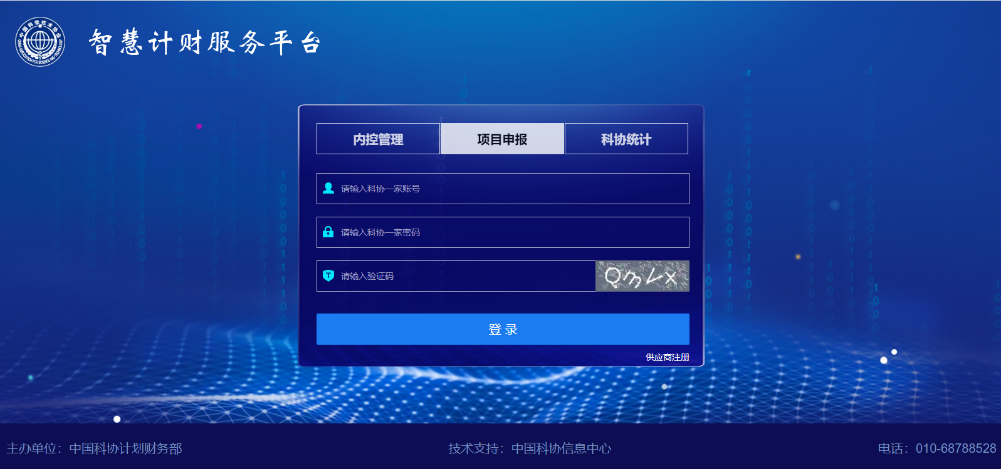 智慧计财服务平台
内控管理 项目申报 科协统计
请输入科协一家账号
请输入科协一家密码
请输入验证码 QmLx
登 录
供应商注册
主办单位：中国科协计划财务部 技术支持：中国科协信息中心 电话：010-68788528